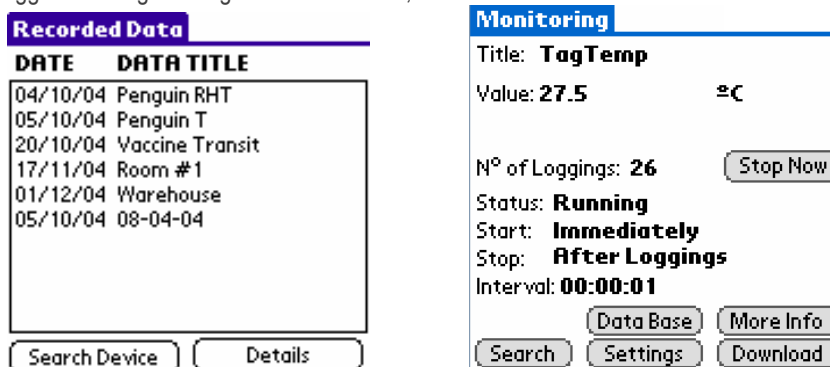 Recorded Data
DATE DATA TITLE
04/10/04 Penguin RHT
05/10/04 Penguin T
20/10/04 Vaccine Transit
17/11/04 Room #1
01/12/04 Warehouse
05/10/04 08-04-04
Search Device Details
Monitoring
Title: TagTemp
Value: 27.5 ºC
Nº of Loggings: 26 Stop Now
Status: Running
Start: Immediately
Stop: After Loggings
Interval: 00:00:01
Data Base More Info
Search Settings Download